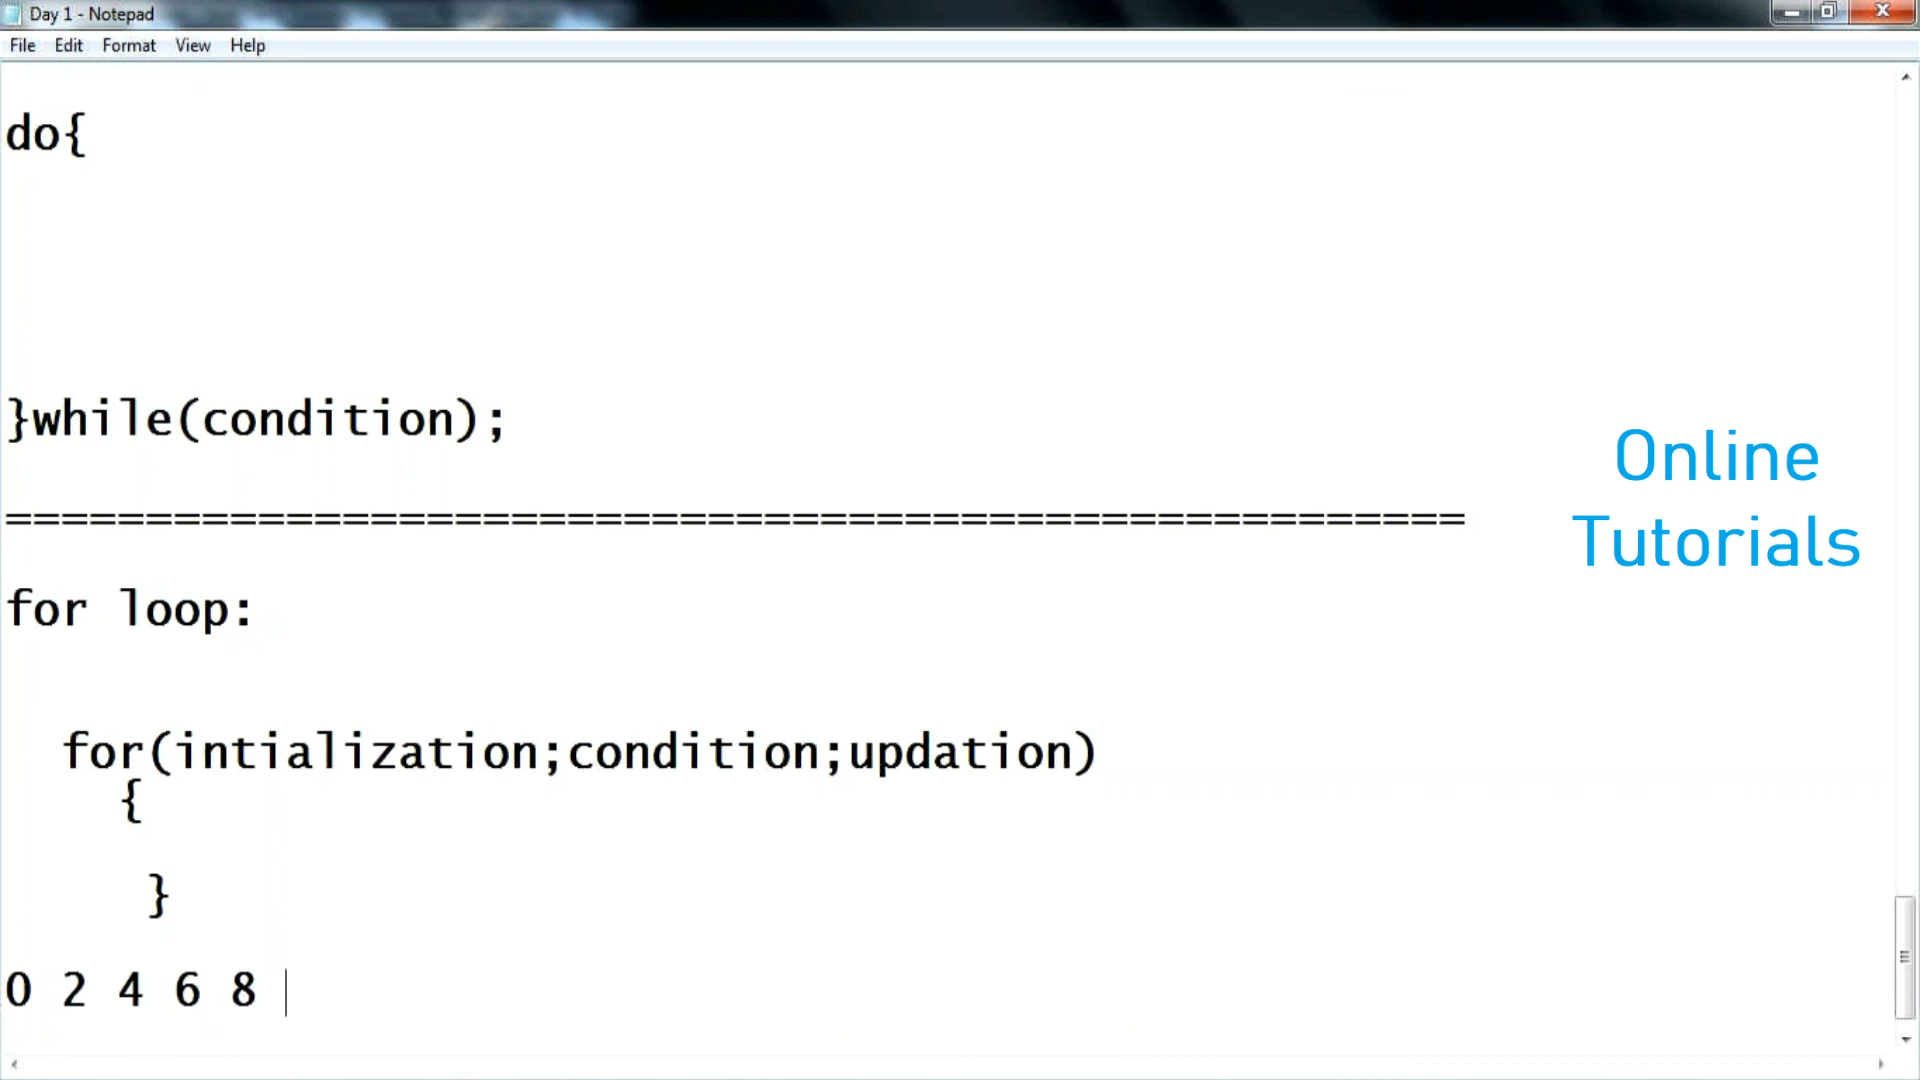 Day 1 - Notepad
File Edit Format View Help
do{
}while(condition);
====================================================
for loop:
for(intialization;condition;updation)
{
}
0 2 4 6 8
Online
Tutorials